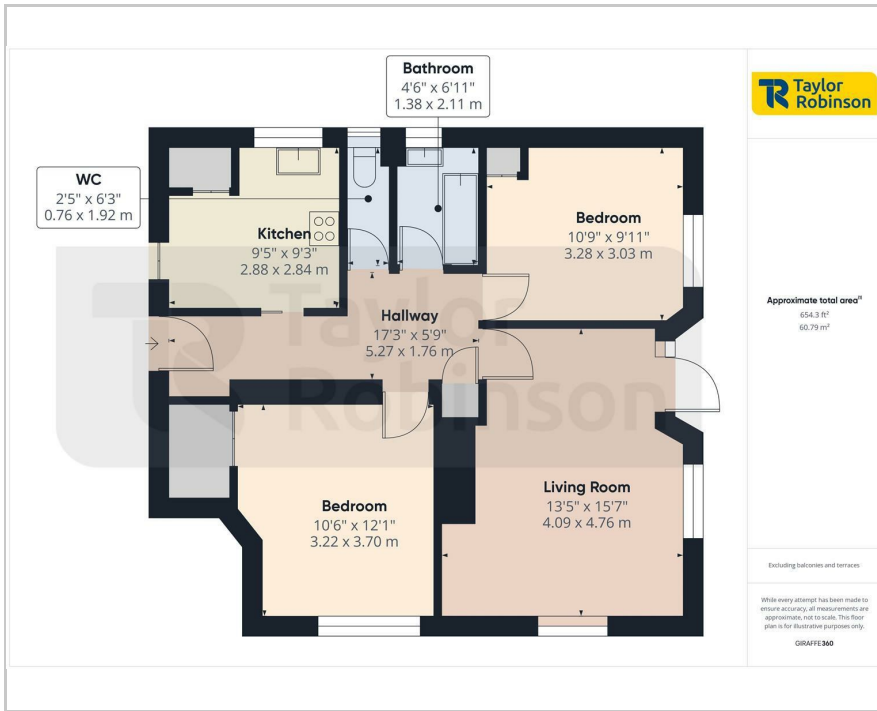 Bathroom
4'6" x 6'11"
1.38 x 2.11 m
WC
2'5" x 6'3"
0.76 x 1.92 m
Kitchen
9'5" x 9'3"
2.88 x 2.84 m
Bedroom
10'9" x 9'11"
3.28 x 3.03 m
Hallway
17'3" x 5'9"
5.27 x 1.76 m
Bedroom
10'6" x 12'1"
3.22 x 3.70 m
Living Room
13'5" x 15'7"
4.09 x 4.76 m
Taylor
Robinson
TR Taylor
Robinson
Approximate total area⁽¹⁾
654.3 ft²
60.79 m²
Excluding balconies and terraces
While every attempt has been made to
ensure accuracy, all measurements are
approximate, not to scale. This floor
plan is for illustrative purposes only.
GIRAFFE360